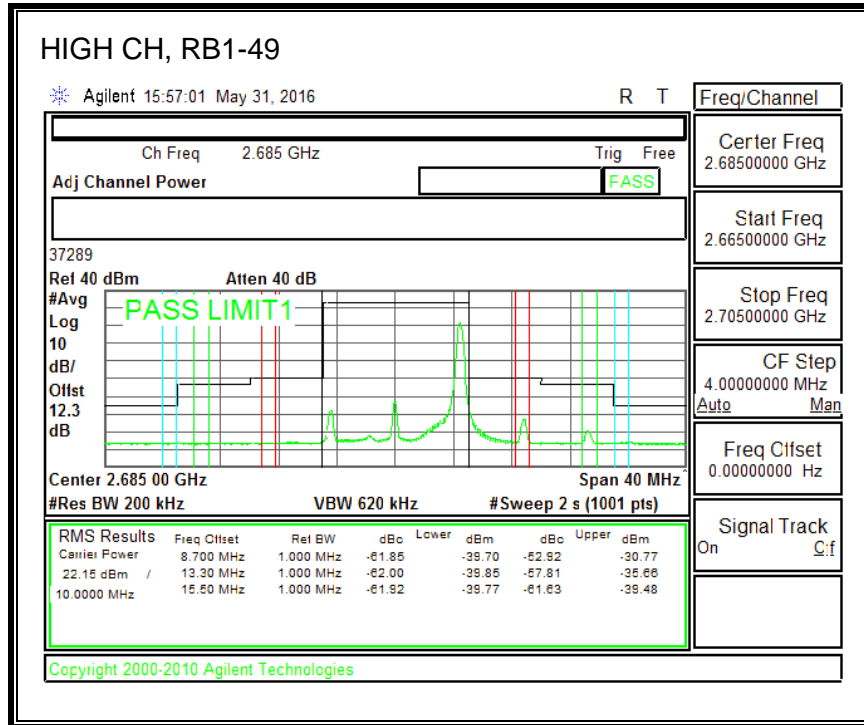 HIGH CH, RB1-49
Agilent 15:57:01 May 31, 2016 R T
Freq/Channel
Ch Freq 2.685 GHz Trig Free
Adj Channel Power PASS
Center Freq
2.68500000 GHz
Start Freq
2.66500000 GHz
Stop Freq
2.70500000 GHz
CF Step
4.00000000 MHz
Auto Man
Freq Offset
0.00000000 Hz
Signal Track
On Off
37289
Ref 40 dBm Atten 40 dB
#Avg
Log
10
dB/
Offst
12.3
dB
PASS LIMIT1
Center 2.685 00 GHz Span 40 MHz
#Res BW 200 kHz VBW 620 kHz #Sweep 2 s (1001 pts)
RMS Results Freq Offset Ref BW dBc Lower dBm dBc Upper dBm
Carrier Power 8.700 MHz 1.000 MHz -61.85 -39.70 -52.92 -30.77
22.15 dBm / 13.30 MHz 1.000 MHz -62.00 -39.85 -57.81 -35.66
10.0000 MHz 15.50 MHz 1.000 MHz -61.92 -39.77 -61.63 -39.48
Copyright 2000-2010 Agilent Technologies